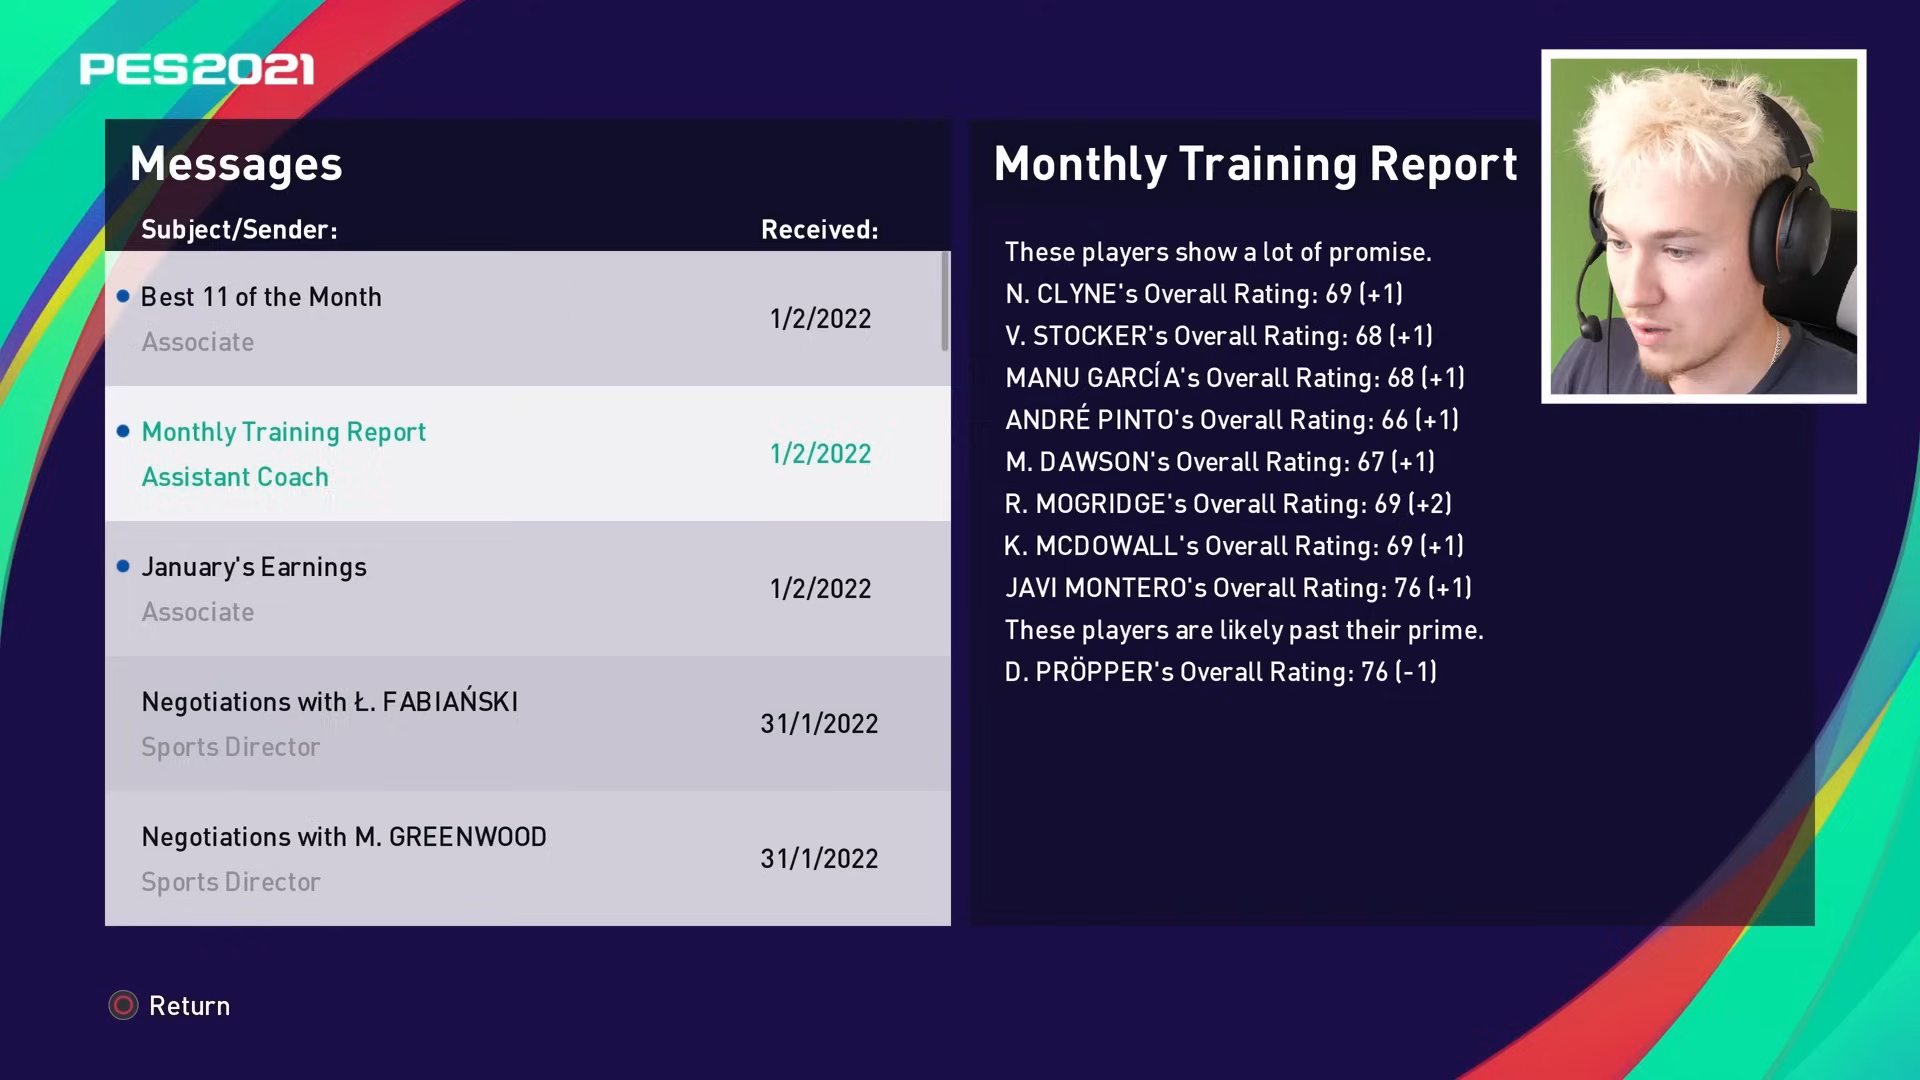 PES2021
Messages
Subject/Sender: Received:
Best 11 of the Month
Associate
1/2/2022
Monthly Training Report
Assistant Coach
1/2/2022
January's Earnings
Associate
1/2/2022
Negotiations with Ł. FABIAŃSKI
Sports Director
31/1/2022
Negotiations with M. GREENWOOD
Sports Director
31/1/2022
Monthly Training Report
These players show a lot of promise.
N. CLYNE's Overall Rating: 69 (+1)
V. STOCKER's Overall Rating: 68 (+1)
MANU GARCÍA's Overall Rating: 68 (+1)
ANDRÉ PINTO's Overall Rating: 66 (+1)
M. DAWSON's Overall Rating: 67 (+1)
R. MOGRIDGE's Overall Rating: 69 (+2)
K. MCDOWALL's Overall Rating: 69 (+1)
JAVI MONTERO's Overall Rating: 76 (+1)
These players are likely past their prime.
D. PRÖPPER's Overall Rating: 76 (-1)
Return